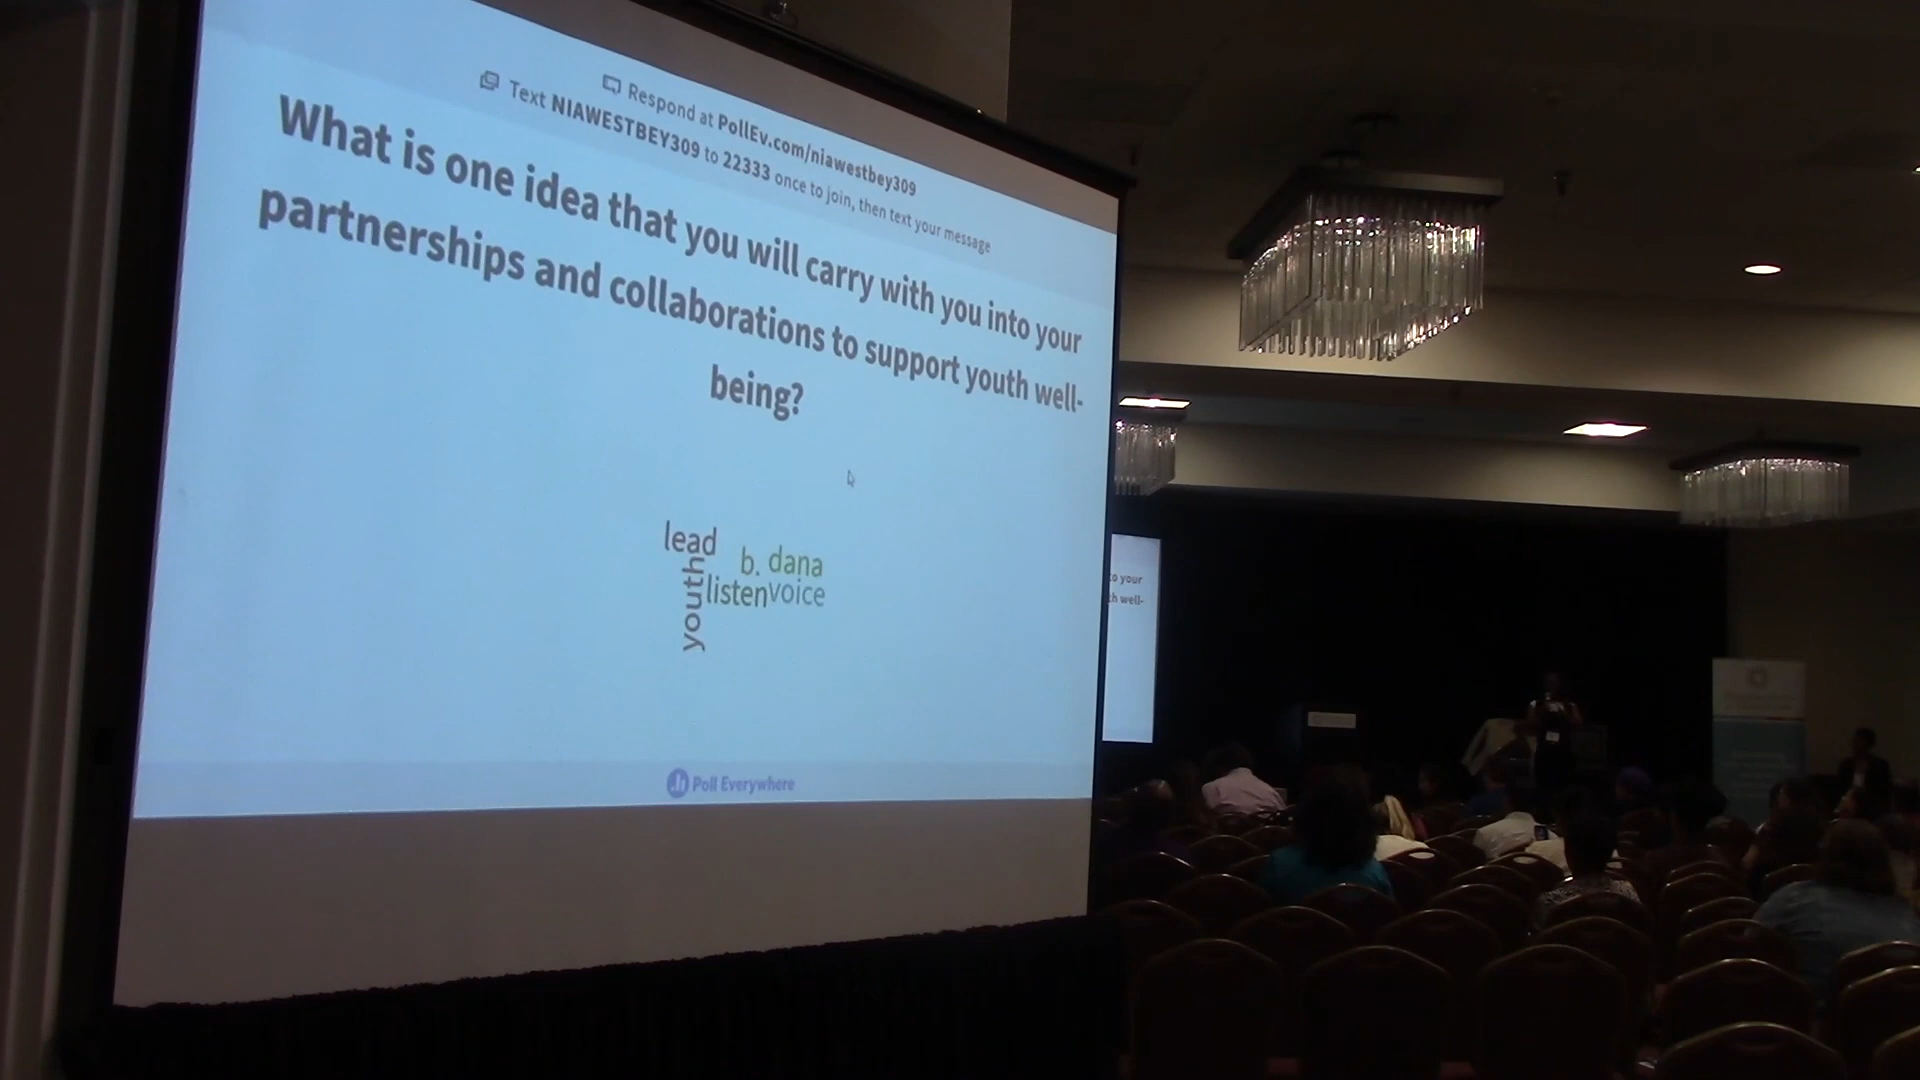 Respond at PollEv.com/niawestbey309
Text NIAWESTBEY309 to 22333 once to join, then text your message
What is one idea that you will carry with you into your
partnerships and collaborations to support youth well-
being?
lead
youth
b.
dana
listen
voice
Poll Everywhere
to your
th well-